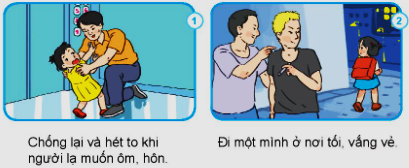 1
2
Chống lại và hét to khi
người lạ muốn ôm, hôn.
Đi một mình ở nơi tối, vắng vẻ.